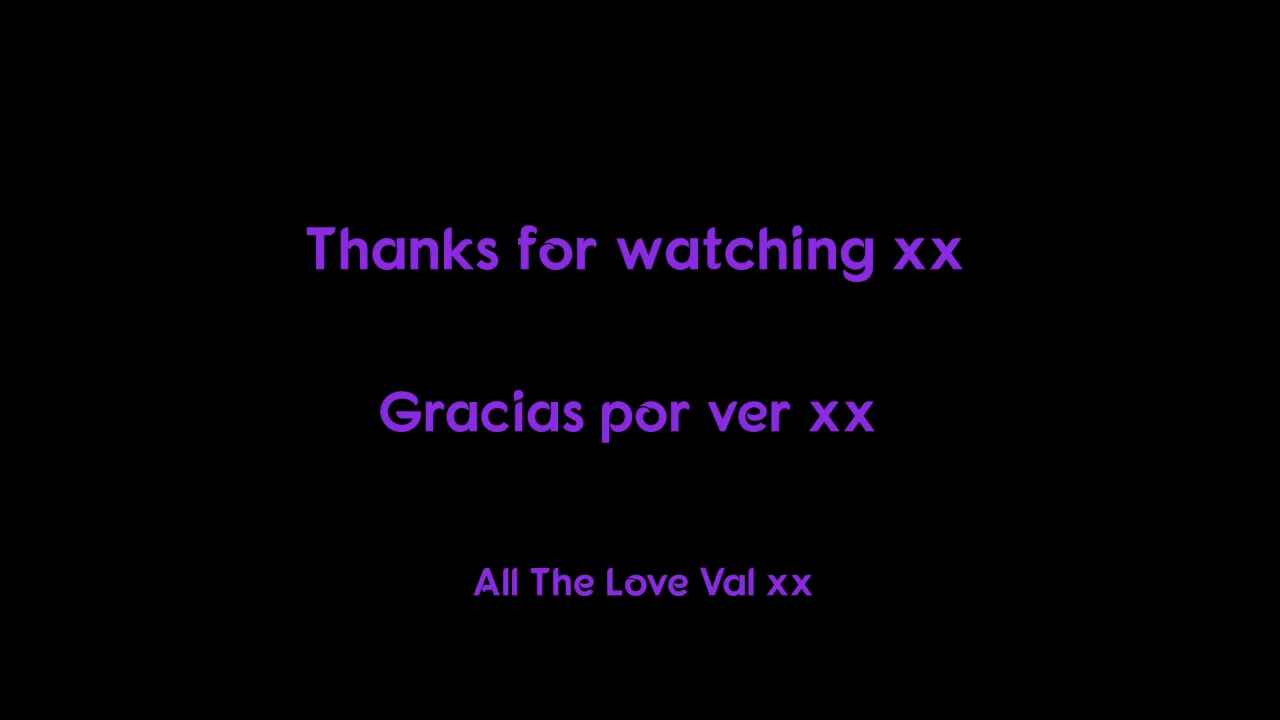 Thanks for watching xx
Gracias por ver xx
All The Love Val xx